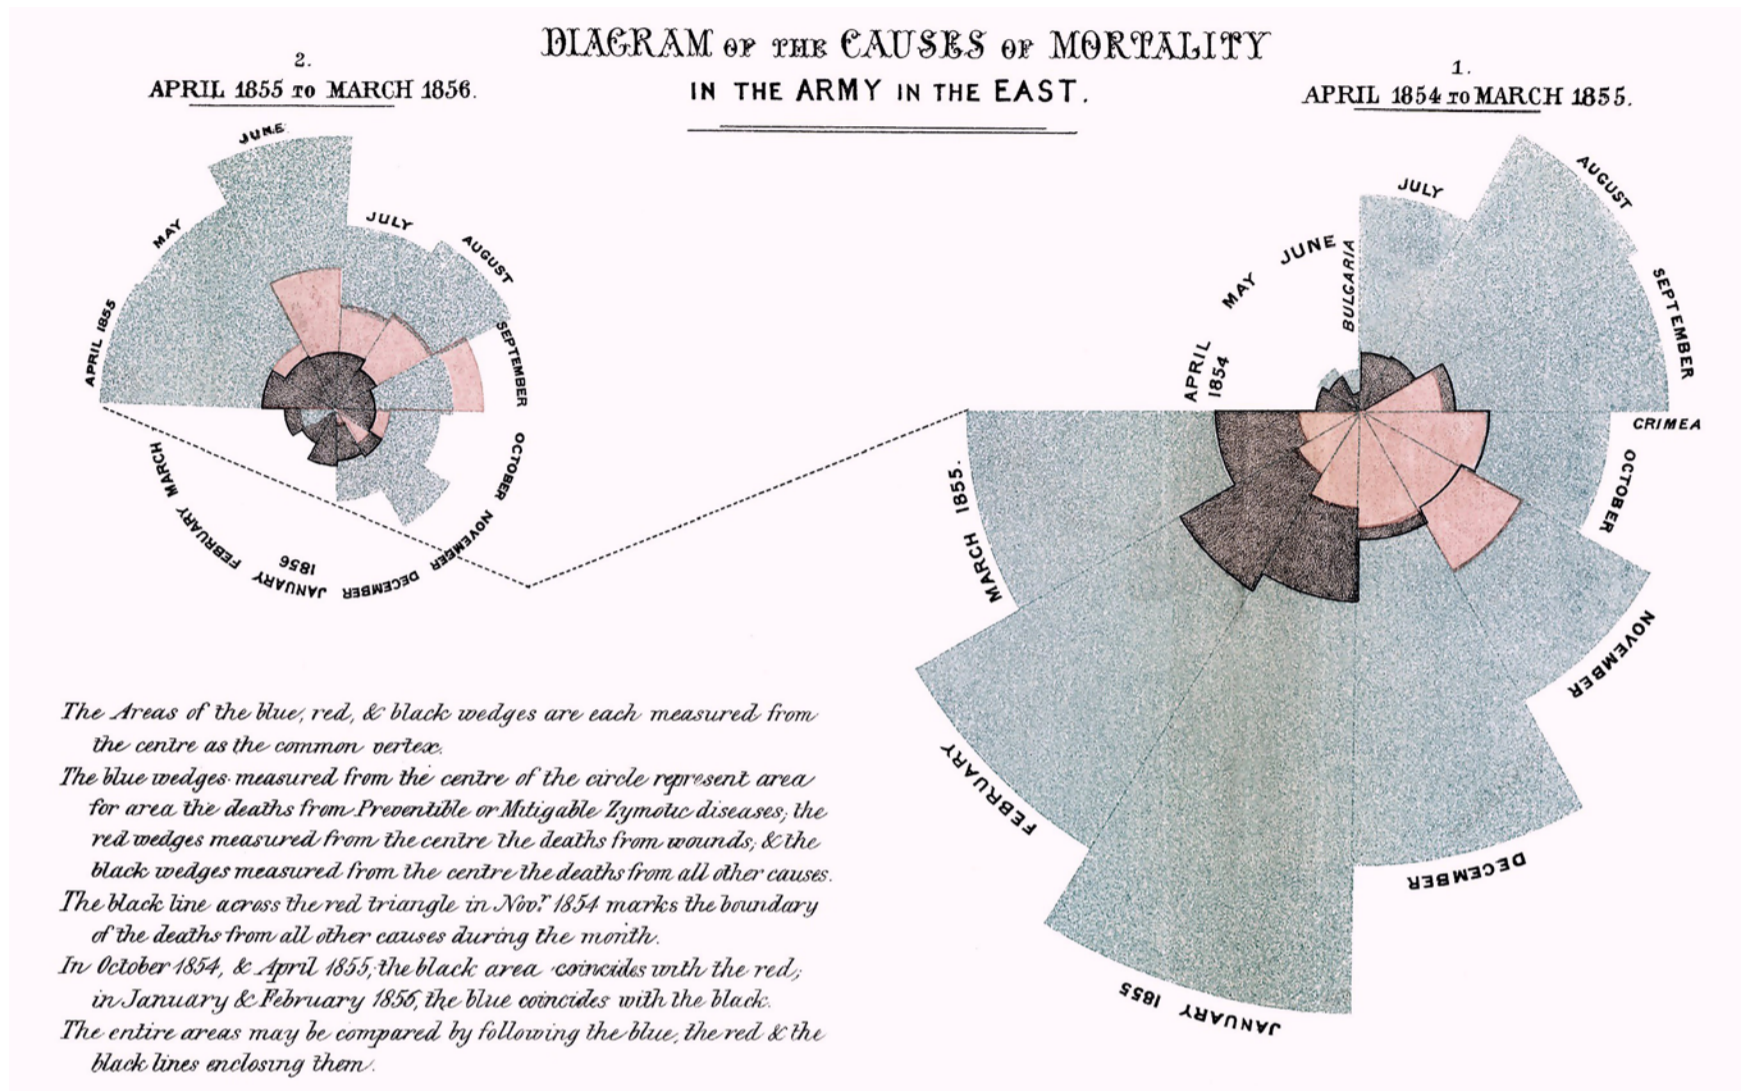 DIAGRAM OF THE CAUSES OF MORTALITY
IN THE ARMY IN THE EAST.
2.
APRIL 1855 TO MARCH 1856.
1.
APRIL 1854 TO MARCH 1855.
APRIL 1855
MAY
JUNE
JULY
AUGUST
SEPTEMBER
OCTOBER
NOVEMBER
DECEMBER
JANUARY
1856
FEBRUARY
MARCH
APRIL
1854
MAY
JUNE
BULGARIA
JULY
AUGUST
SEPTEMBER
CRIMEA
OCTOBER
NOVEMBER
DECEMBER
JANUARY 1855
FEBRUARY
MARCH 1855.
The Areas of the blue, red, & black wedges are each measured from
the centre as the common vertex.
The blue wedges measured from the centre of the circle represent area
for area the deaths from Preventible or Mitigable Zymotic diseases; the
red wedges measured from the centre the deaths from wounds; & the
black wedges measured from the centre the deaths from all other causes.
The black line across the red triangle in Novr. 1854 marks the boundary
of the deaths from all other causes during the month.
In October 1854, & April 1855, the black area coincides with the red;
in January & February 1856, the blue coincides with the black.
The entire areas may be compared by following the blue, the red & the
black lines enclosing them.